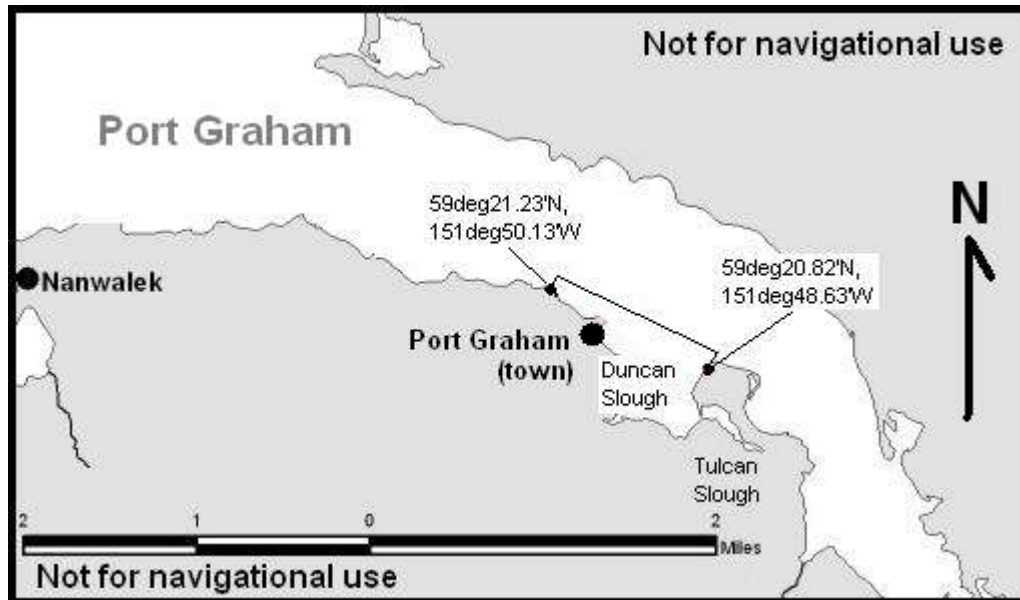 Not for navigational use
Port Graham
N
59deg21.23'N,
151deg50.13'W
59deg20.82'N,
151deg48.63'W
Nanwalek
Port Graham
(town)
Duncan
Slough
Tulcan
Slough
2 1 0 2
Miles
Not for navigational use